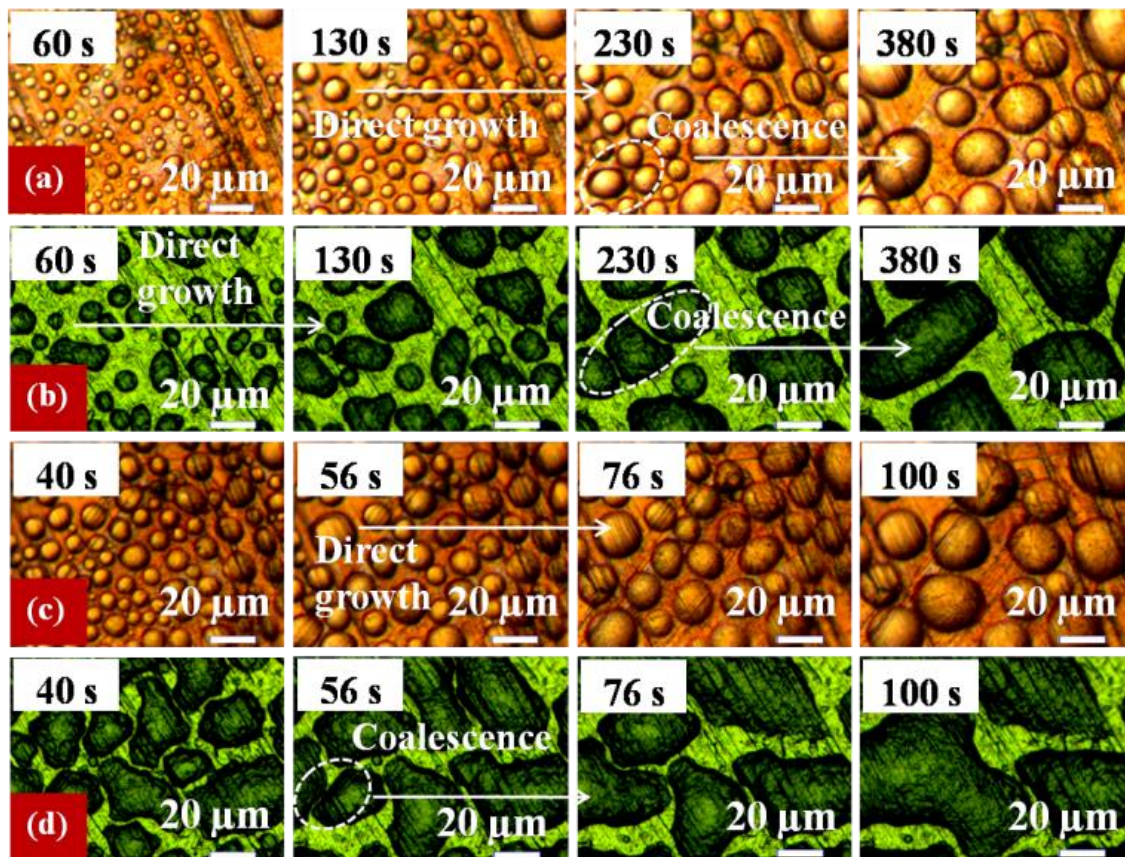 60 s
130 s
230 s
380 s
Direct growth
Coalescence
(a)
20 µm
20 µm
20 µm
20 µm
60 s
Direct
growth
130 s
230 s
380 s
Coalescence
(b)
20 µm
20 µm
20 µm
20 µm
40 s
56 s
76 s
100 s
Direct
growth
(c)
20 µm
20 µm
20 µm
20 µm
40 s
56 s
76 s
100 s
Coalescence
(d)
20 µm
20 µm
20 µm
20 µm